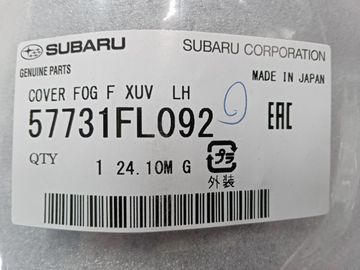 SUBARU SUBARU CORPORATION
GENUINE PARTS
MADE IN JAPAN
COVER FOG F XUV LH
57731FL092
EAC
QTY
1 24.10M G
プラ
外装